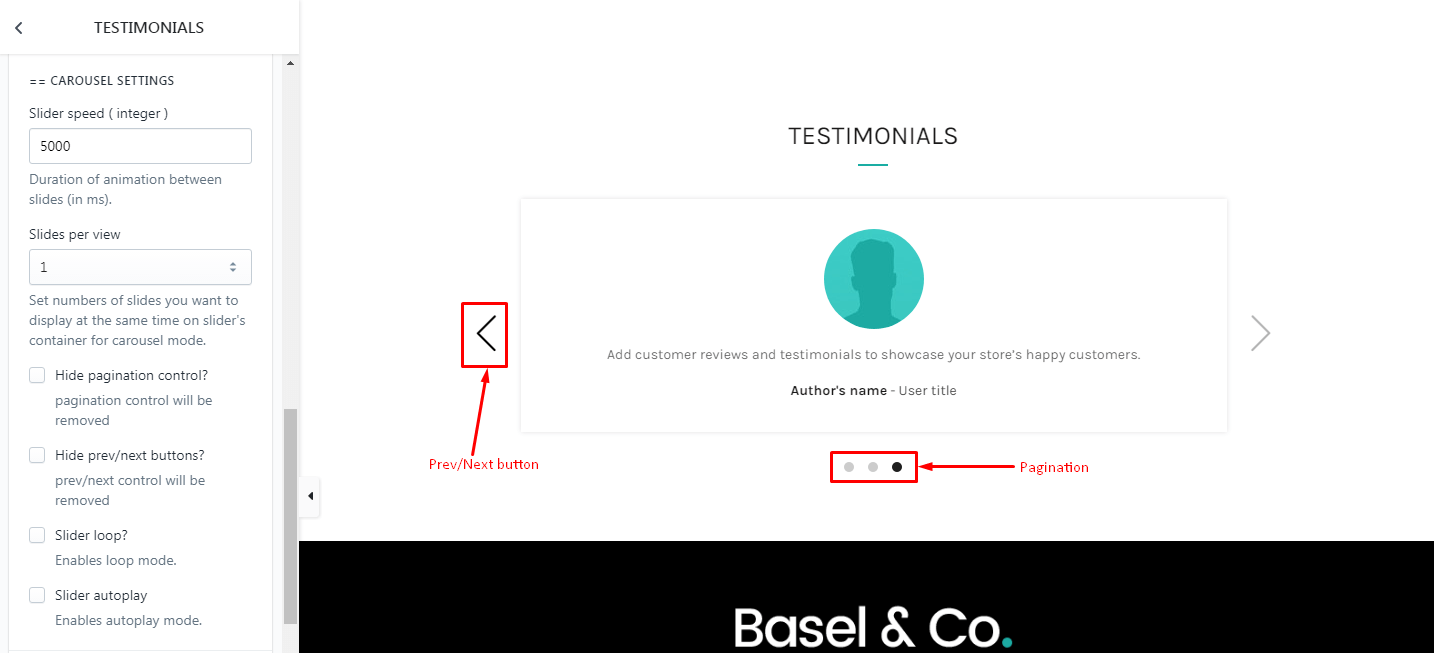 TESTIMONIALS
== CAROUSEL SETTINGS
Slider speed ( integer )
5000
Duration of animation between
slides (in ms).
Slides per view
1
Set numbers of slides you want to
display at the same time on slider's
container for carousel mode.
Hide pagination control?
pagination control will be
removed
Hide prev/next buttons?
prev/next control will be
removed
Slider loop?
Enables loop mode.
Slider autoplay
Enables autoplay mode.
TESTIMONIALS
Add customer reviews and testimonials to showcase your store's happy customers.
Author's name - User title
Prev/Next button
Pagination
Basel & Co.